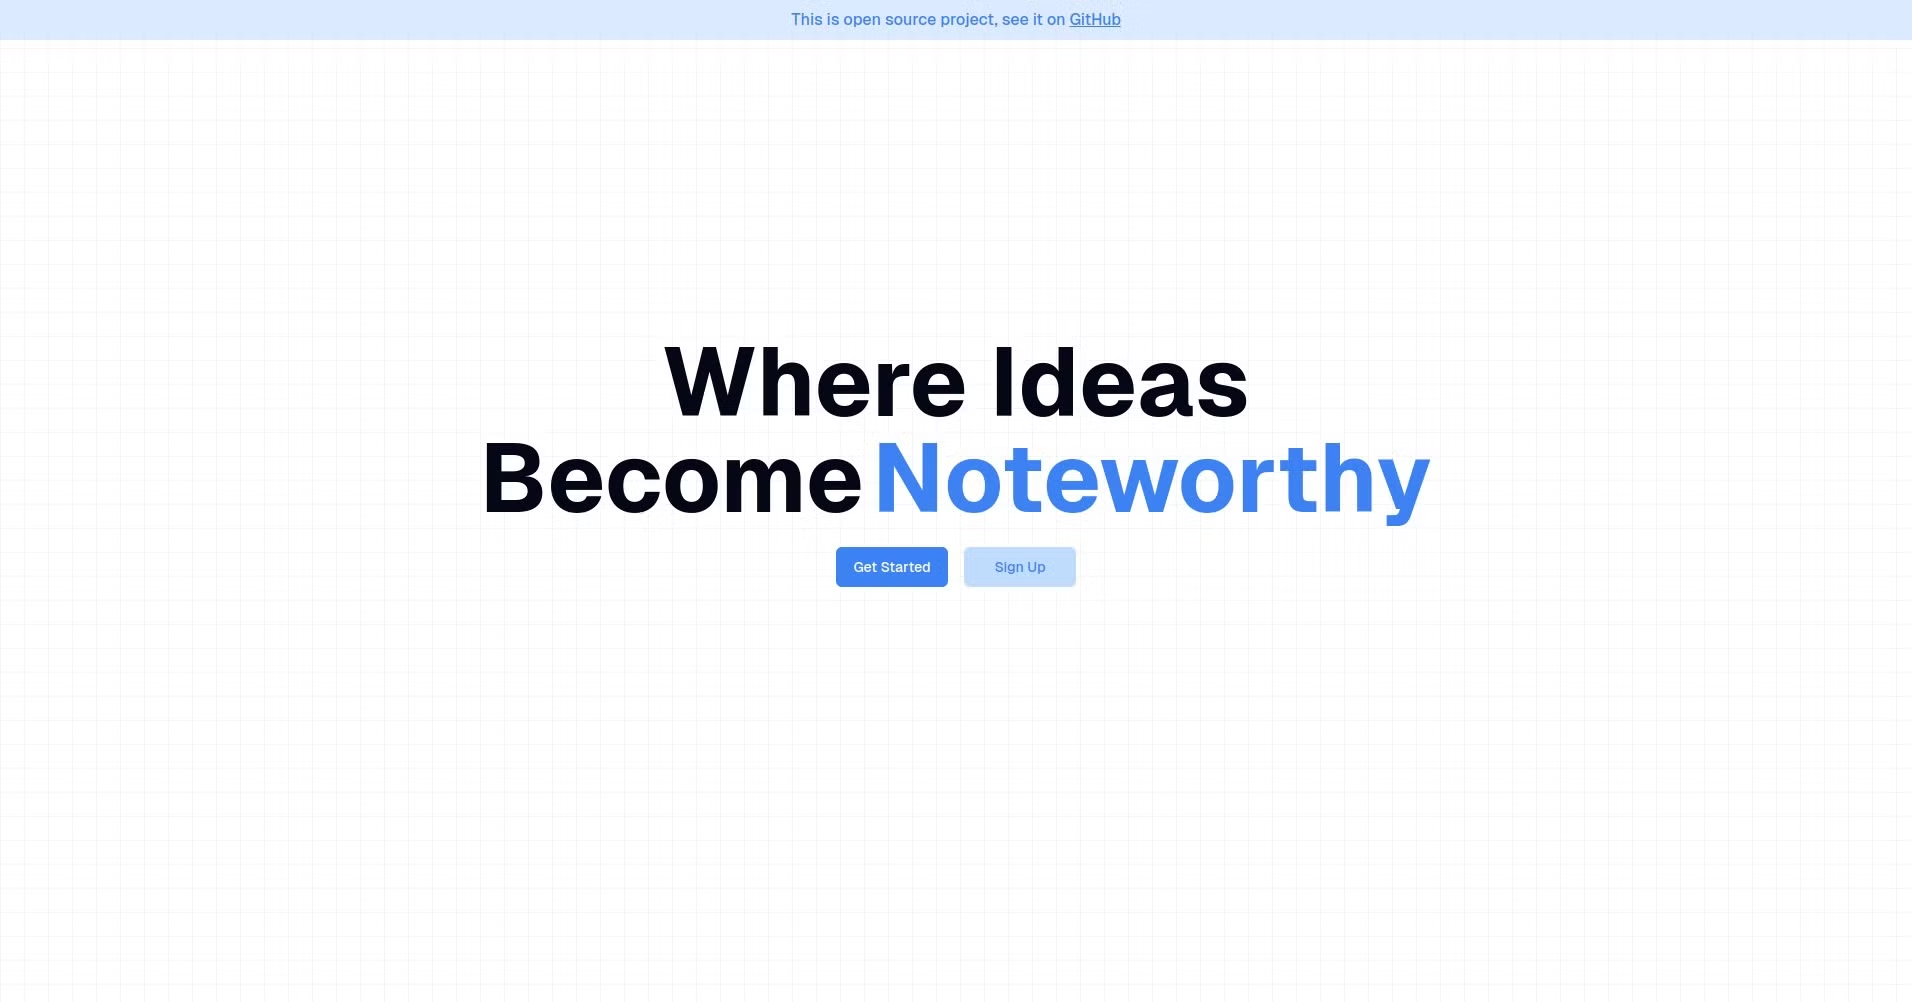 This is open source project, see it on GitHub
Where Ideas
Become Noteworthy
Get Started
Sign Up